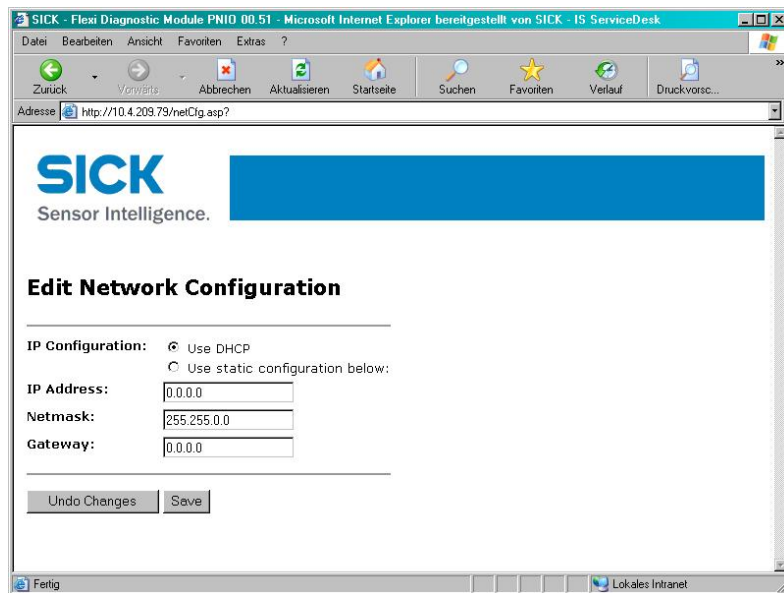 SICK - Flexi Diagnostic Module PNIO 00.51 - Microsoft Internet Explorer bereitgestellt von SICK - IS ServiceDesk
Datei Bearbeiten Ansicht Favoriten Extras ?
Zurück Vorwärts Abbrechen Aktualisieren Startseite Suchen Favoriten Verlauf Druckvorsc... »
Adresse http://10.4.209.79/netCfg.asp?
SICK
Sensor Intelligence.
Edit Network Configuration
IP Configuration: Use DHCP
Use static configuration below:
IP Address: 0.0.0.0
Netmask: 255.255.0.0
Gateway: 0.0.0.0
Undo Changes Save
Fertig Lokales Intranet